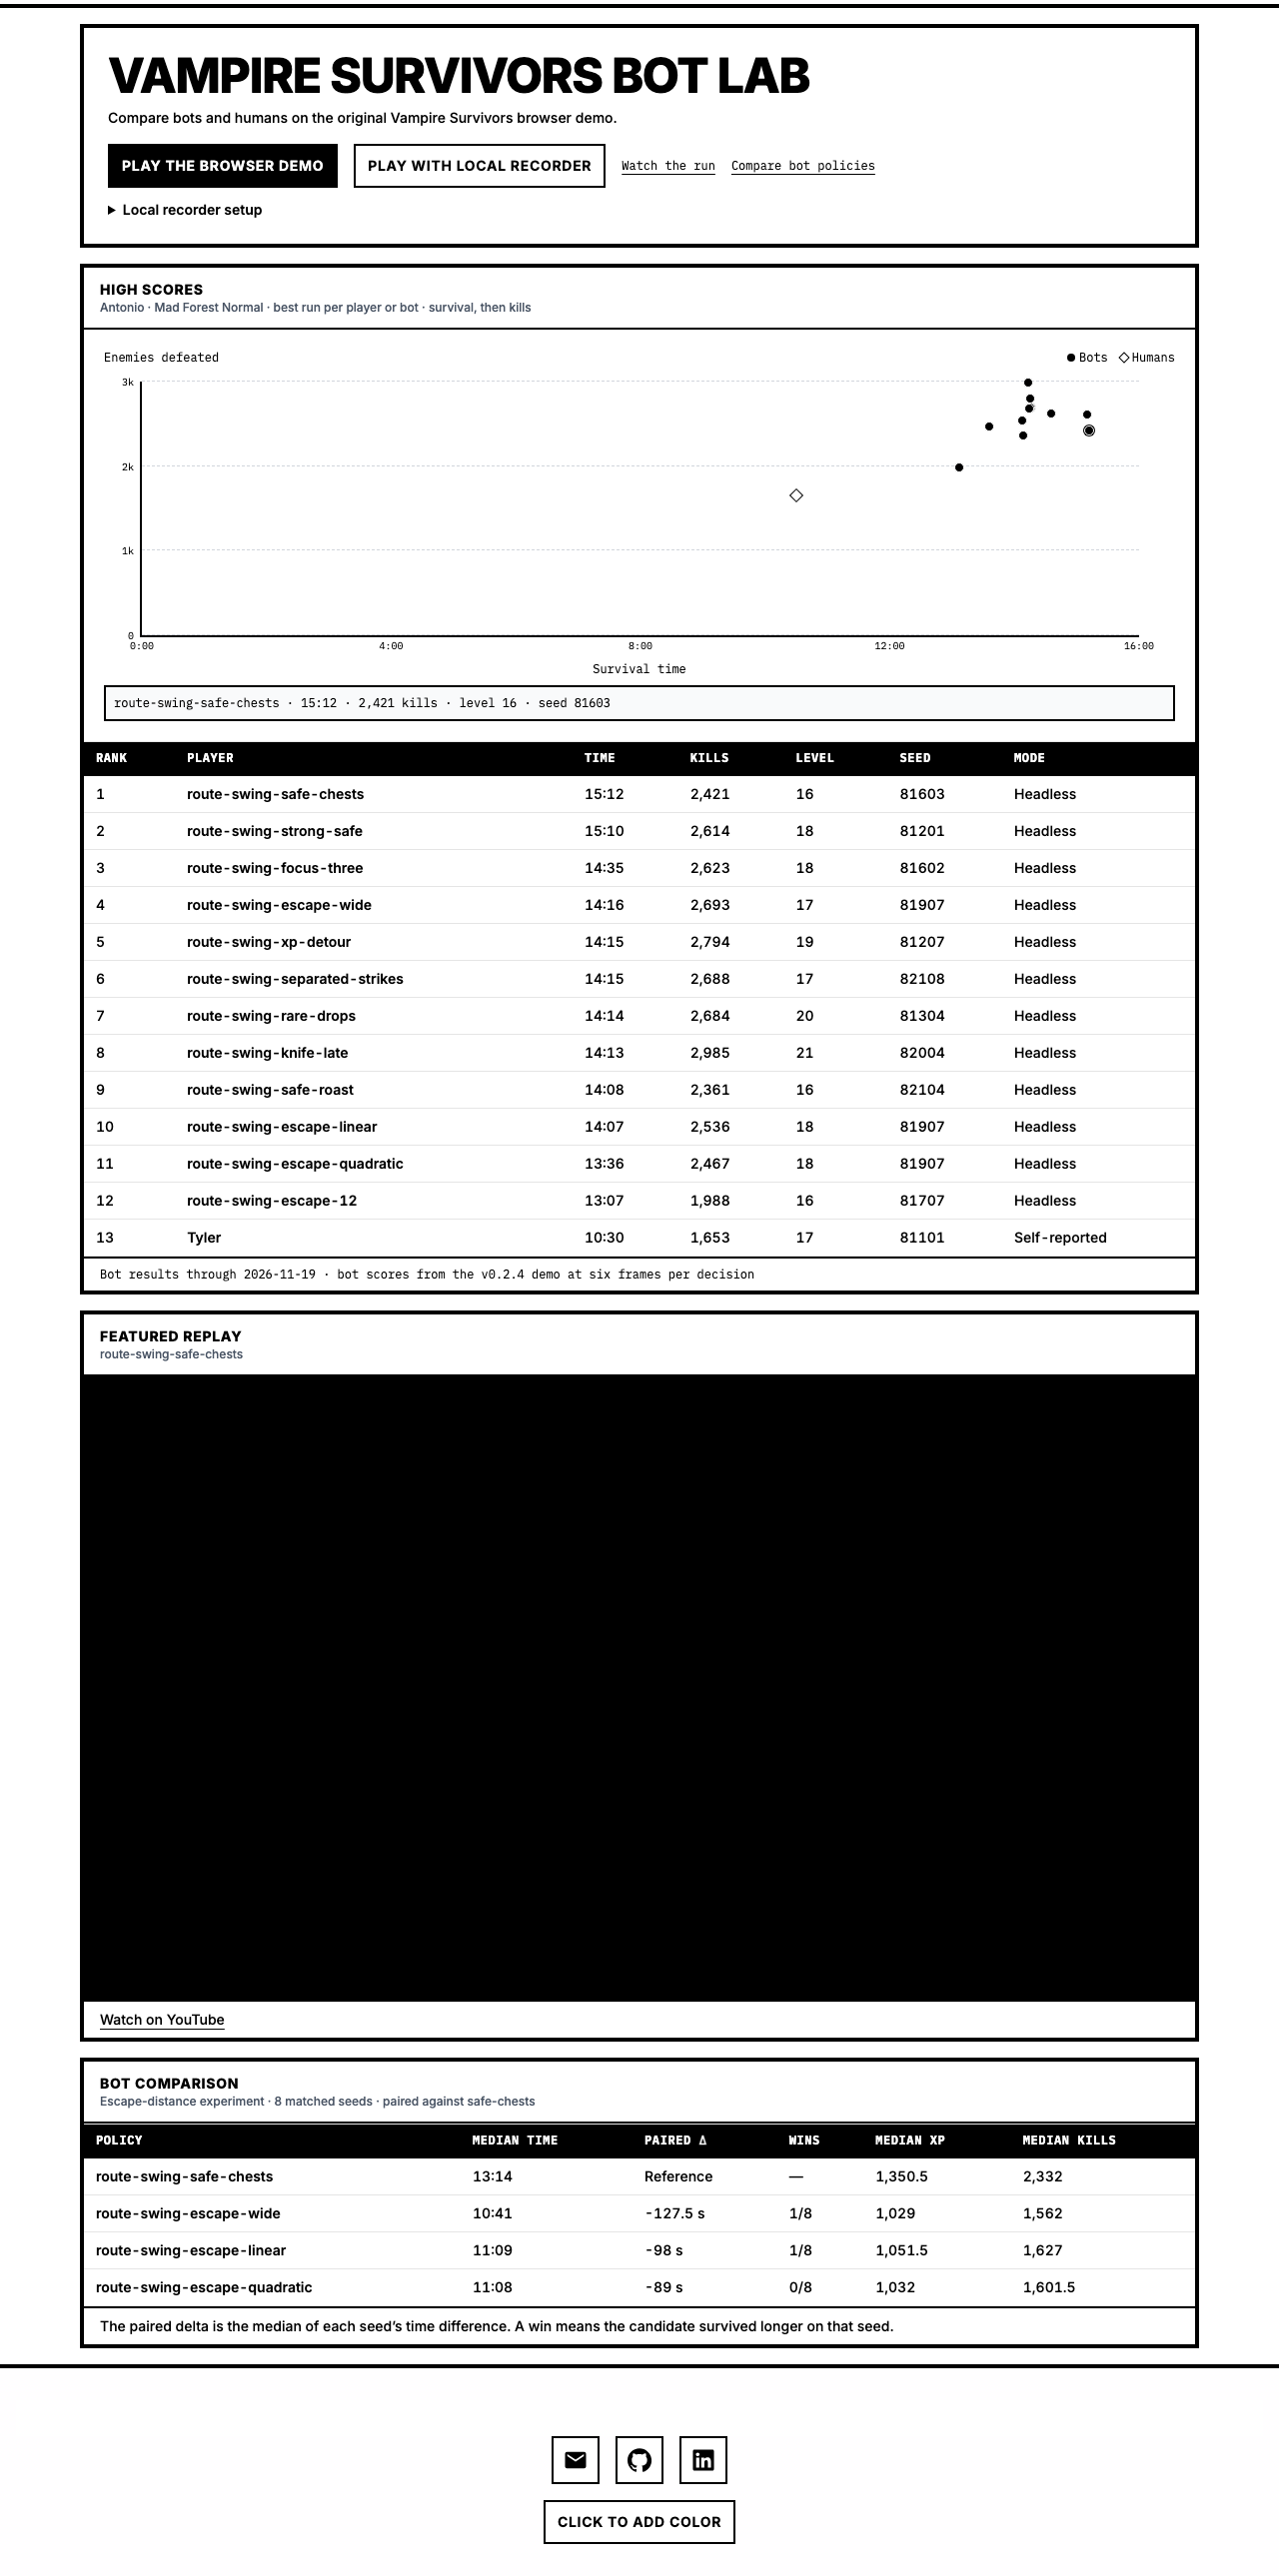 VAMPIRE SURVIVORS BOT LAB
Compare bots and humans on the original Vampire Survivors browser demo.
PLAY THE BROWSER DEMO PLAY WITH LOCAL RECORDER Watch the run Compare bot policies
▶ Local recorder setup
HIGH SCORES
Antonio · Mad Forest Normal · best run per player or bot · survival, then kills
Enemies defeated Bots Humans
3k
2k
1k
0
0:00 4:00 8:00 12:00 16:00
Survival time
route-swing-safe-chests · 15:12 · 2,421 kills · level 16 · seed 81603
RANK PLAYER TIME KILLS LEVEL SEED MODE
1 route-swing-safe-chests 15:12 2,421 16 81603 Headless
2 route-swing-strong-safe 15:10 2,614 18 81201 Headless
3 route-swing-focus-three 14:35 2,623 18 81602 Headless
4 route-swing-escape-wide 14:16 2,693 17 81907 Headless
5 route-swing-xp-detour 14:15 2,794 19 81207 Headless
6 route-swing-separated-strikes 14:15 2,688 17 82108 Headless
7 route-swing-rare-drops 14:14 2,684 20 81304 Headless
8 route-swing-knife-late 14:13 2,985 21 82004 Headless
9 route-swing-safe-roast 14:08 2,361 16 82104 Headless
10 route-swing-escape-linear 14:07 2,536 18 81907 Headless
11 route-swing-escape-quadratic 13:36 2,467 18 81907 Headless
12 route-swing-escape-12 13:07 1,988 16 81707 Headless
13 Tyler 10:30 1,653 17 81101 Self-reported
Bot results through 2026-11-19 · bot scores from the v0.2.4 demo at six frames per decision
FEATURED REPLAY
route-swing-safe-chests
Watch on YouTube
BOT COMPARISON
Escape-distance experiment · 8 matched seeds · paired against safe-chests
POLICY MEDIAN TIME PAIRED Δ WINS MEDIAN XP MEDIAN KILLS
route-swing-safe-chests 13:14 Reference — 1,350.5 2,332
route-swing-escape-wide 10:41 -127.5 s 1/8 1,029 1,562
route-swing-escape-linear 11:09 -98 s 1/8 1,051.5 1,627
route-swing-escape-quadratic 11:08 -89 s 0/8 1,032 1,601.5
The paired delta is the median of each seed’s time difference. A win means the candidate survived longer on that seed.
in
CLICK TO ADD COLOR